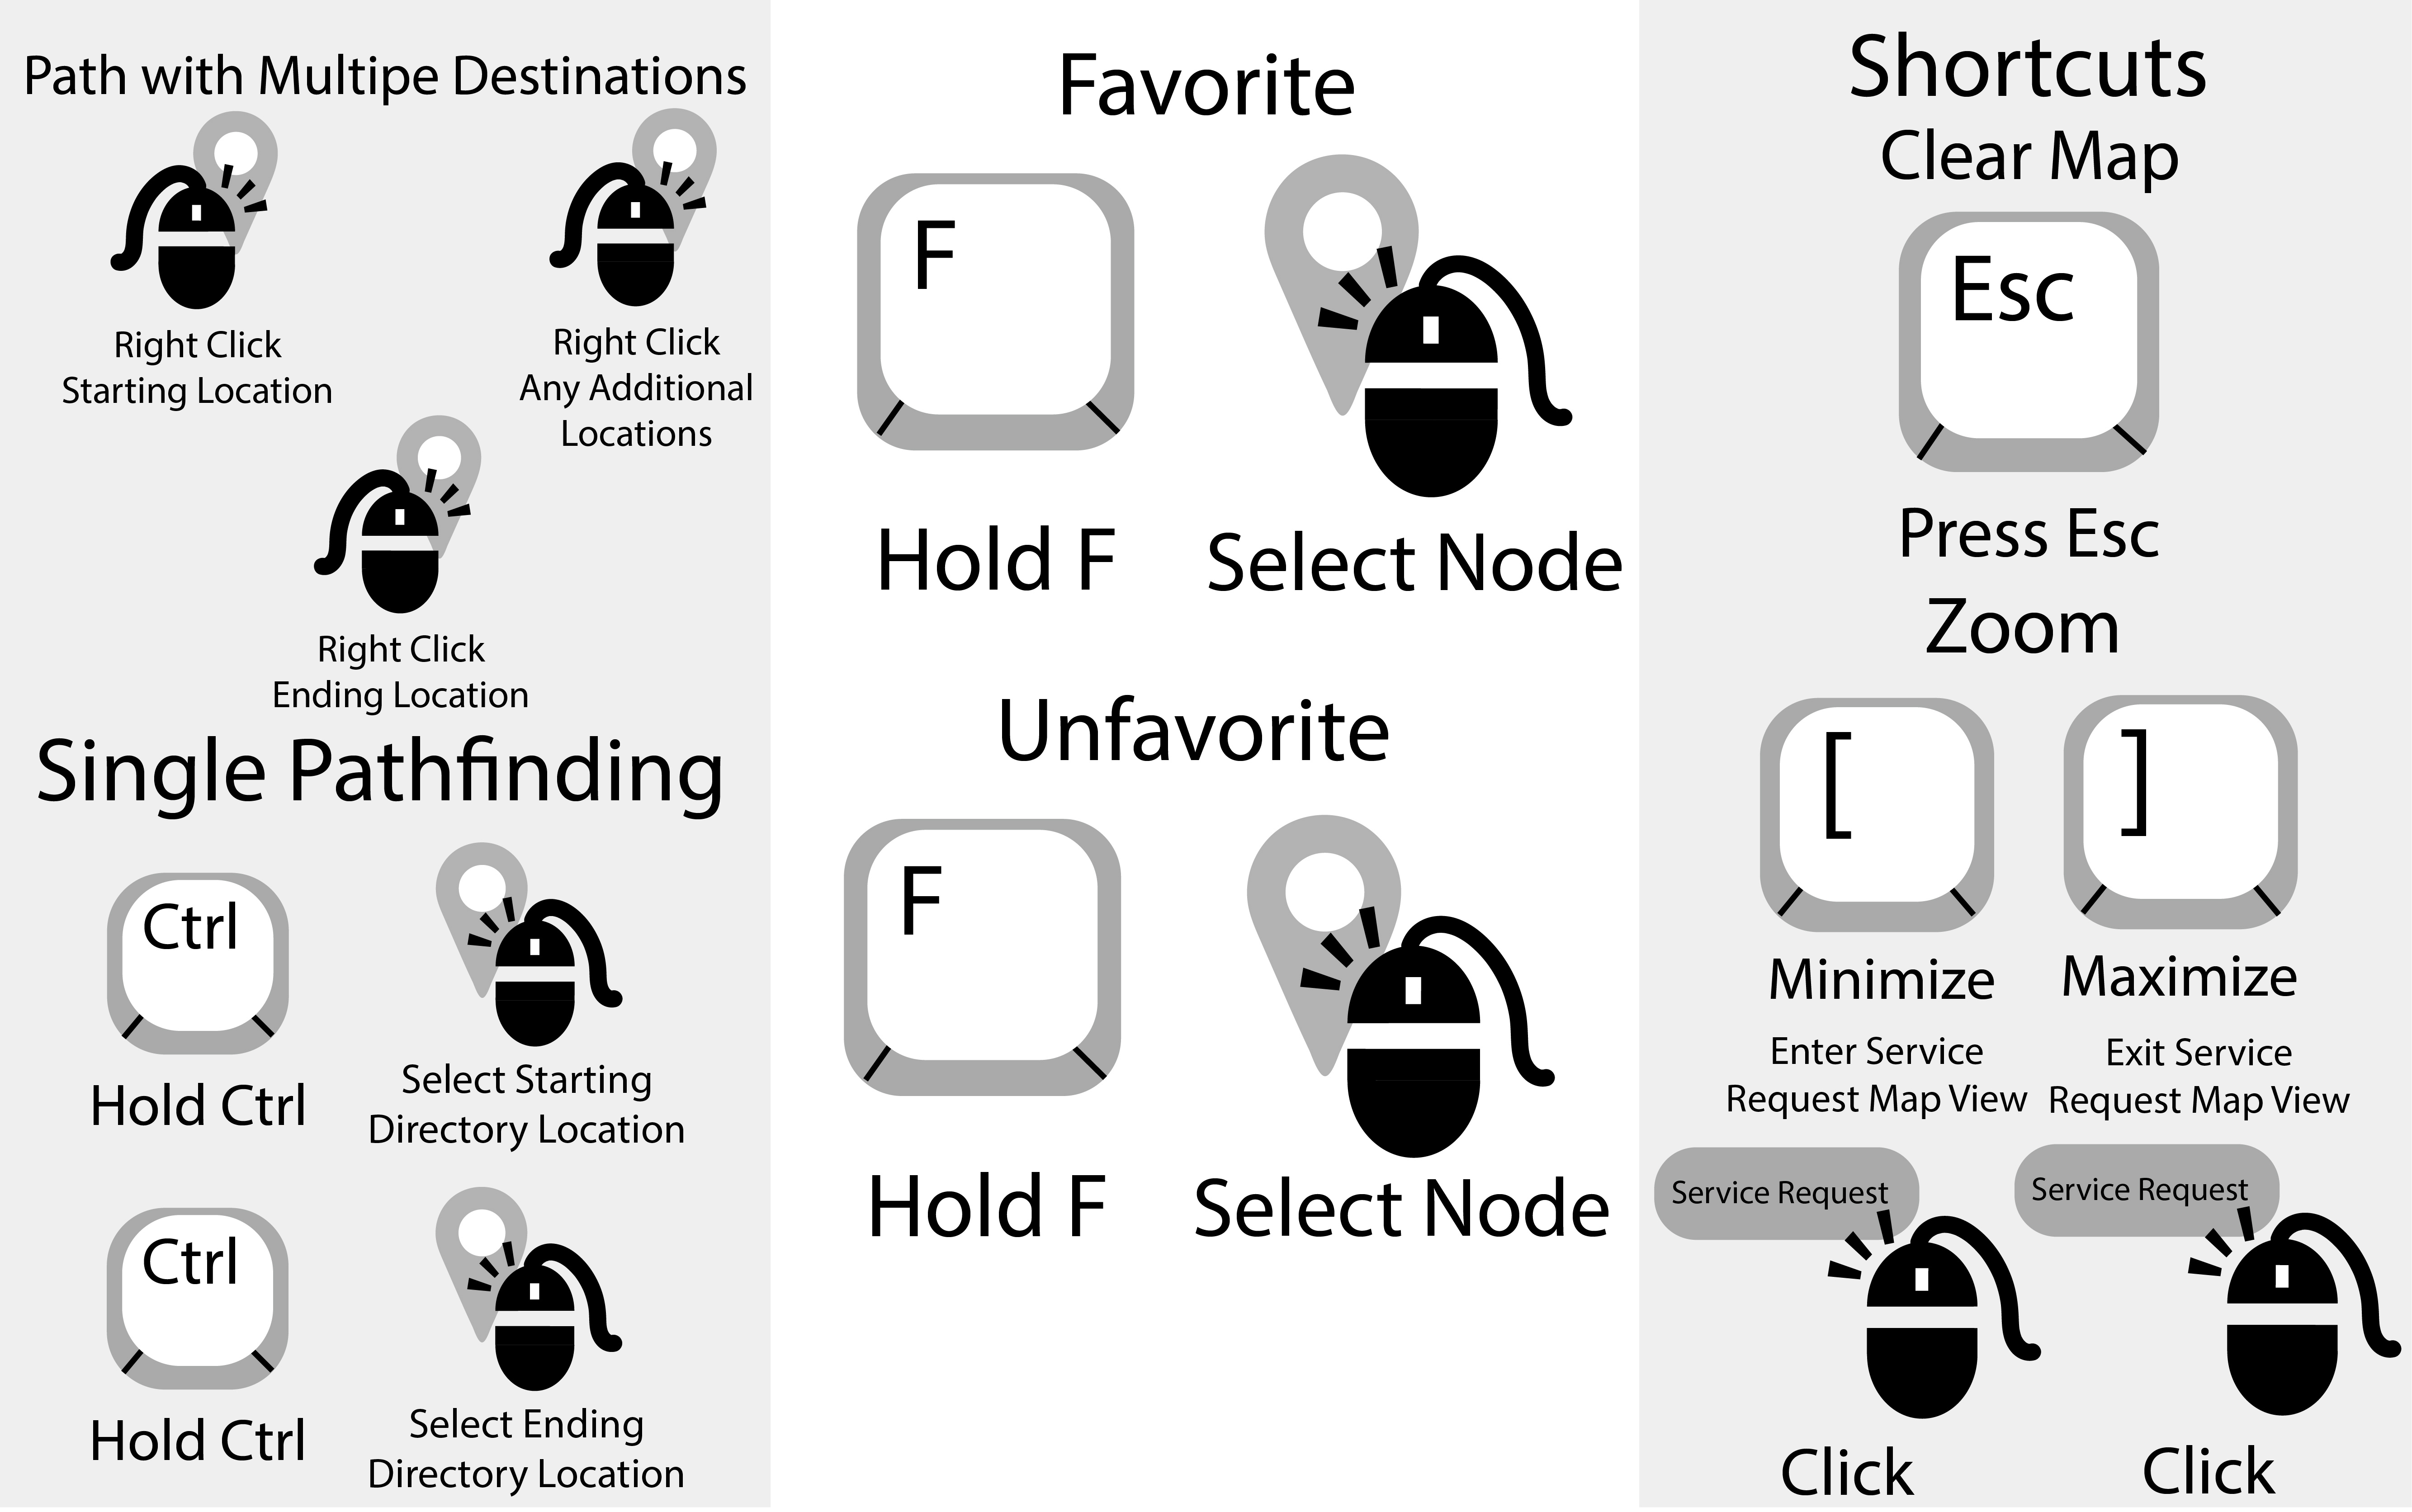 Path with Multipe Destinations
Right Click
Starting Location
Right Click
Any Additional
Locations
Right Click
Ending Location
Single Pathfinding
Ctrl
Hold Ctrl
Select Starting
Directory Location
Ctrl
Hold Ctrl
Select Ending
Directory Location
Favorite
F
Hold F
Select Node
Unfavorite
F
Hold F
Select Node
Shortcuts
Clear Map
Esc
Press Esc
Zoom
[
Minimize
]
Maximize
Enter Service
Request Map View
Service Request
Click
Exit Service
Request Map View
Service Request
Click